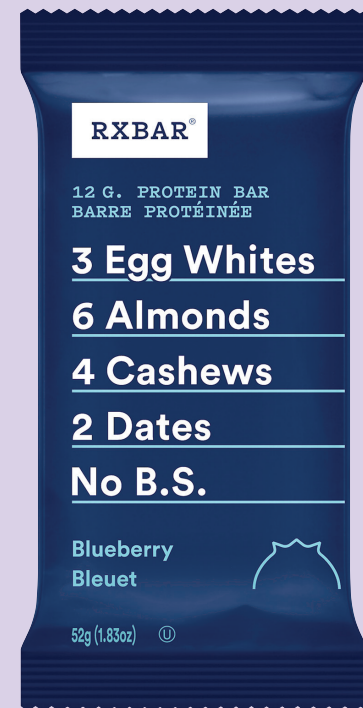 RXBAR®
12 G. PROTEIN BAR
BARRE PROTÉINÉE
3 Egg Whites
6 Almonds
4 Cashews
2 Dates
No B.S.
Blueberry
Bleuet
52g (1.83oz) Ⓤ